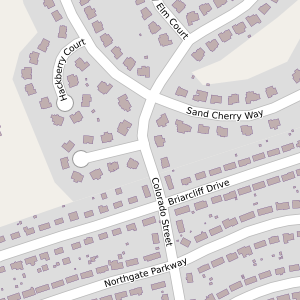 Elm Court
Hackberry Court
Sand Cherry Way
Briarcliff Drive
Colorado Street
Northgate Parkway